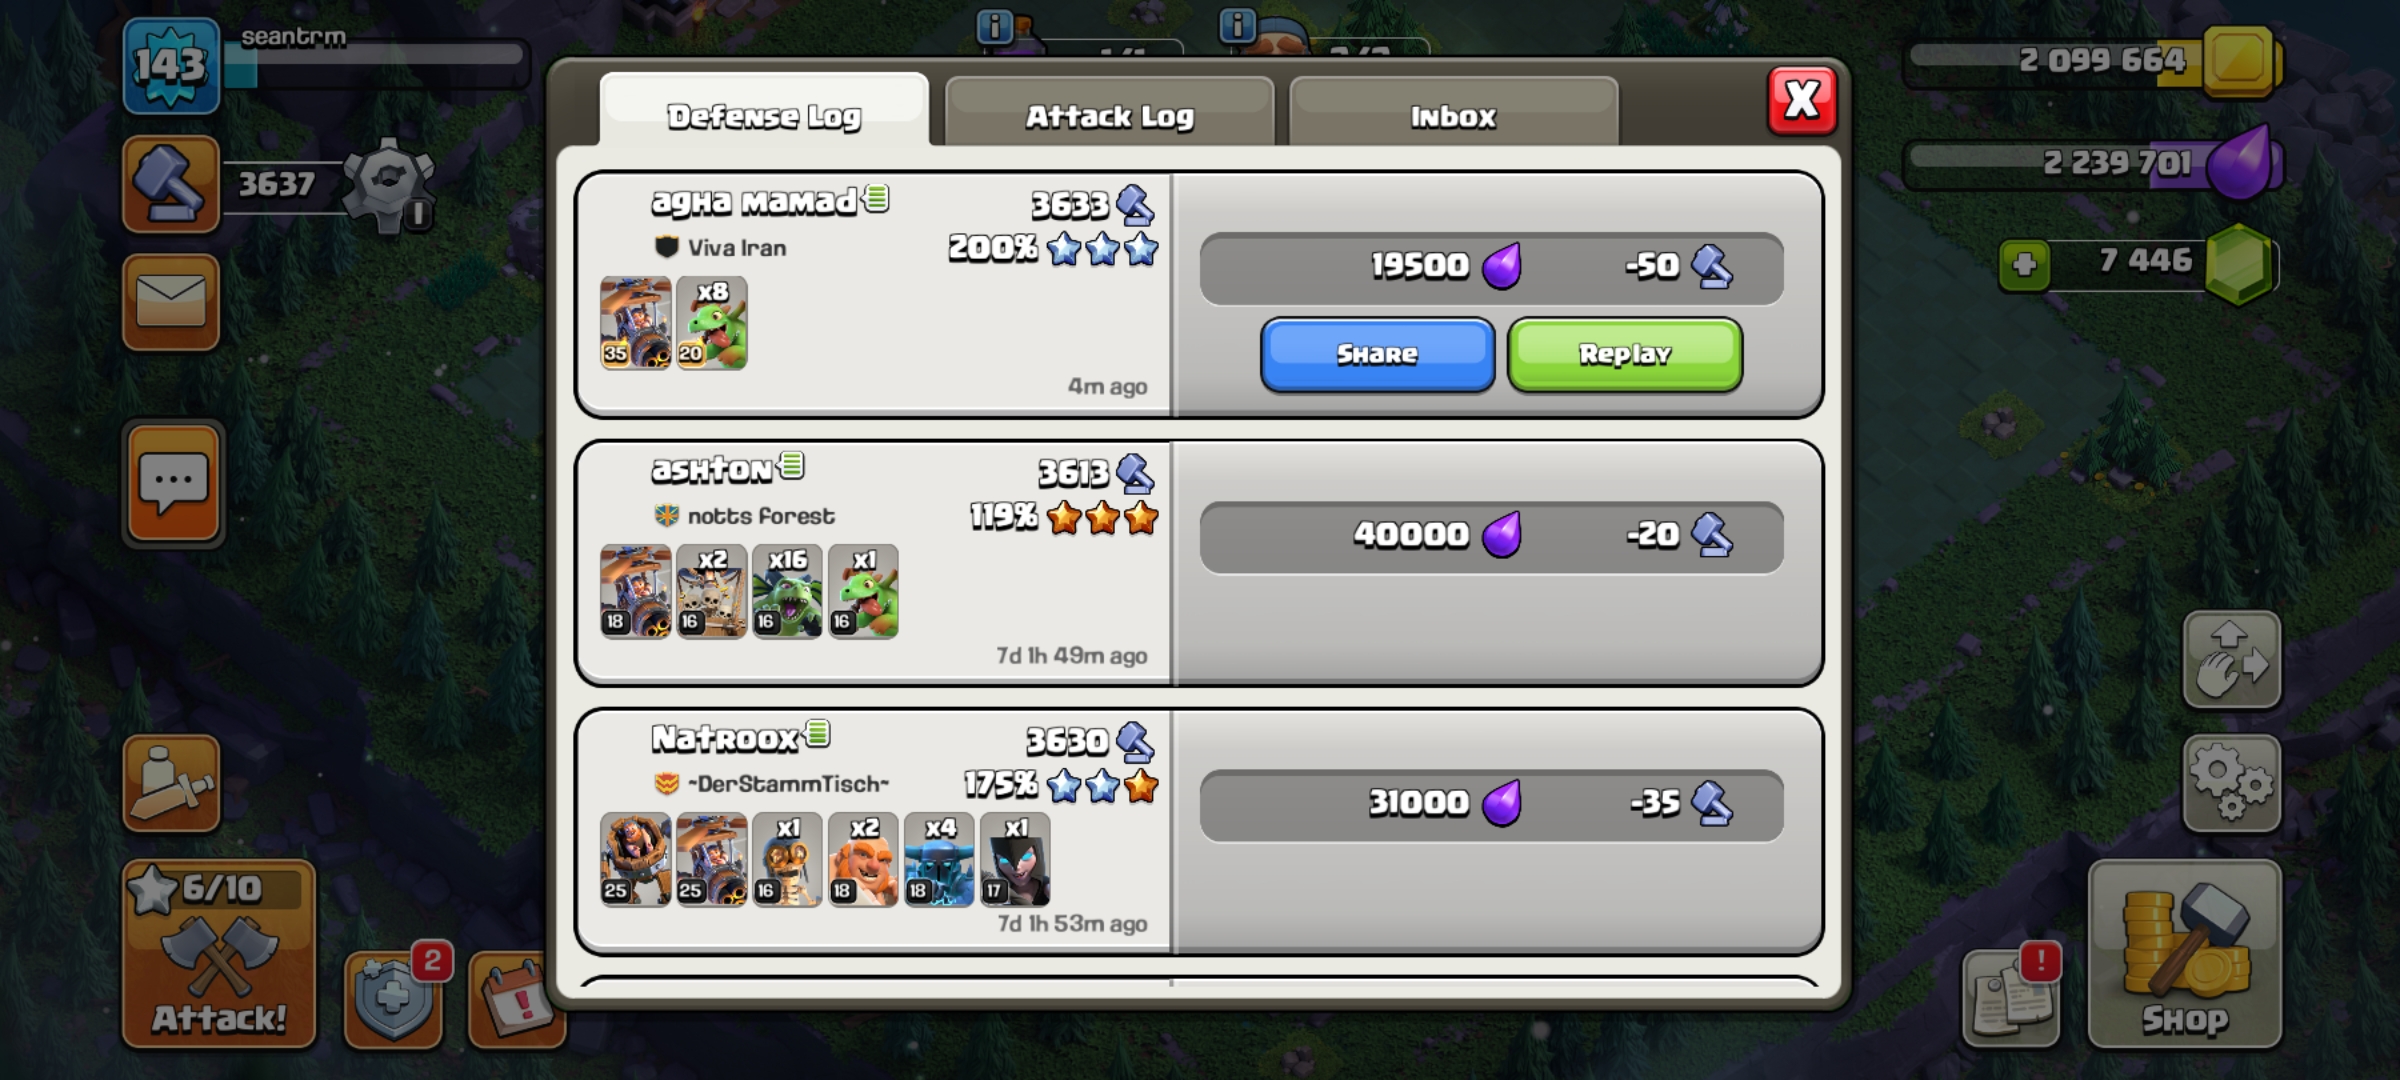 143
seantrm
2 099 664
Defense Log
Attack Log
Inbox
X
3637
2 239 701
agha mamad
3633
Viva Iran
200%
19500
-50
7 446
x8
35
20
Share
Replay
4m ago
ashton
3613
notts forest
119%
40000
-20
x2
x16
x1
18
16
16
16
7d 1h 49m ago
Natroox
3630
~DerStammTisch~
175%
31000
-35
x1
x2
x4
x1
25
25
16
18
18
17
7d 1h 53m ago
6/10
Attack!
2
!
!
Shop